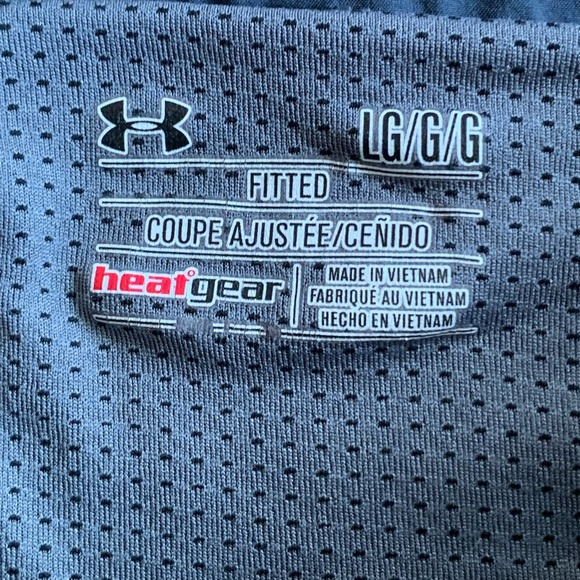 LG/G/G
FITTED
COUPE AJUSTÉE/CEÑIDO
heatgear
MADE IN VIETNAM
FABRIQUÉ AU VIETNAM
HECHO EN VIETNAM